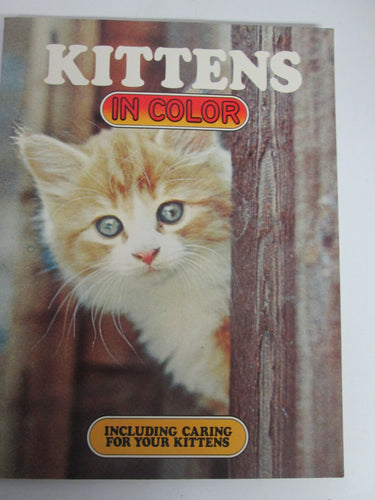 KITTENS
IN COLOR
INCLUDING CARING
FOR YOUR KITTENS